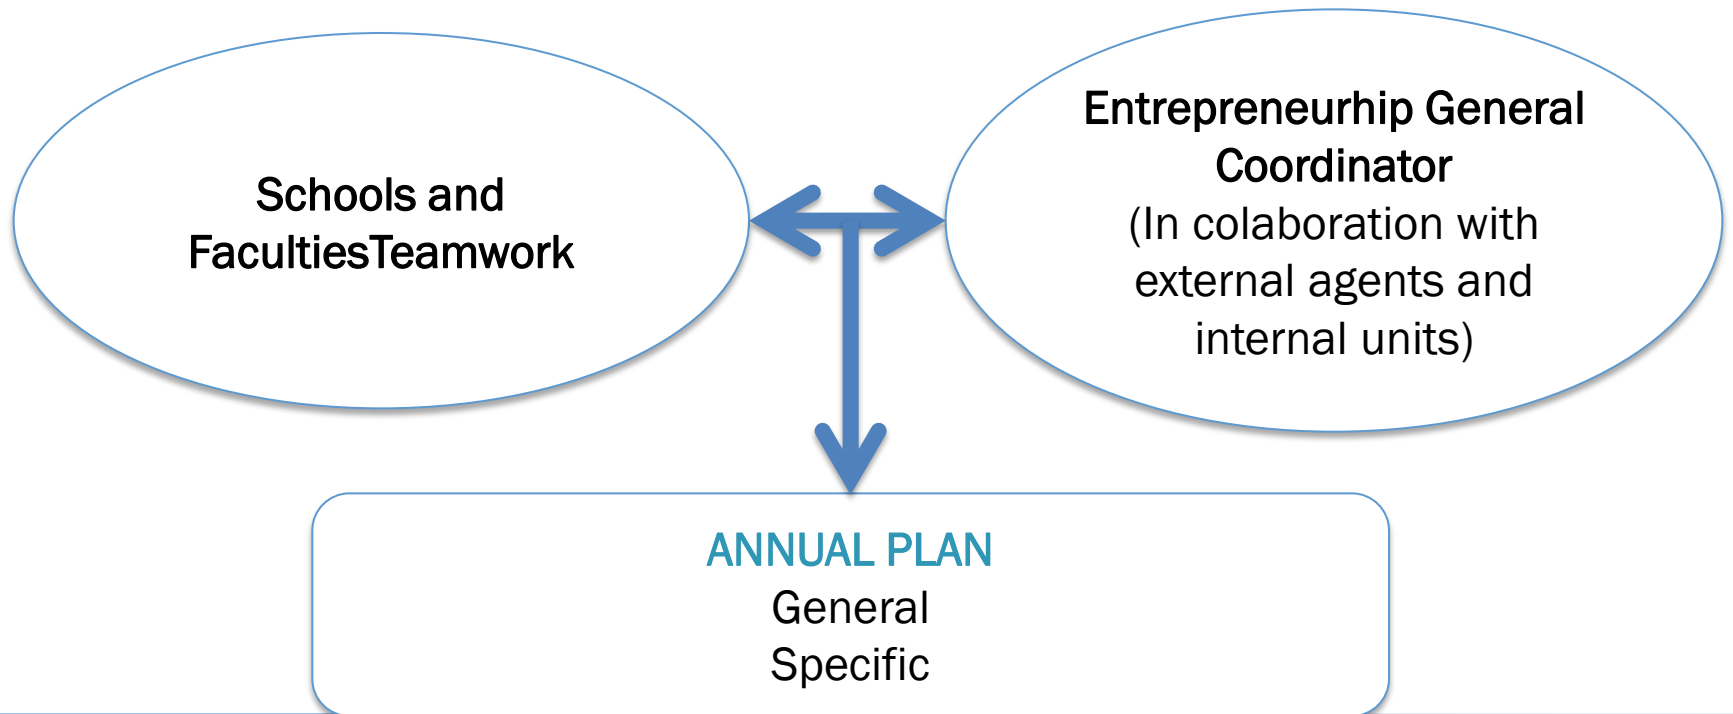 Schools and
FacultiesTeamwork
Entrepreneurhip General
Coordinator
(In colaboration with
external agents and
internal units)
ANNUAL PLAN
General
Specific